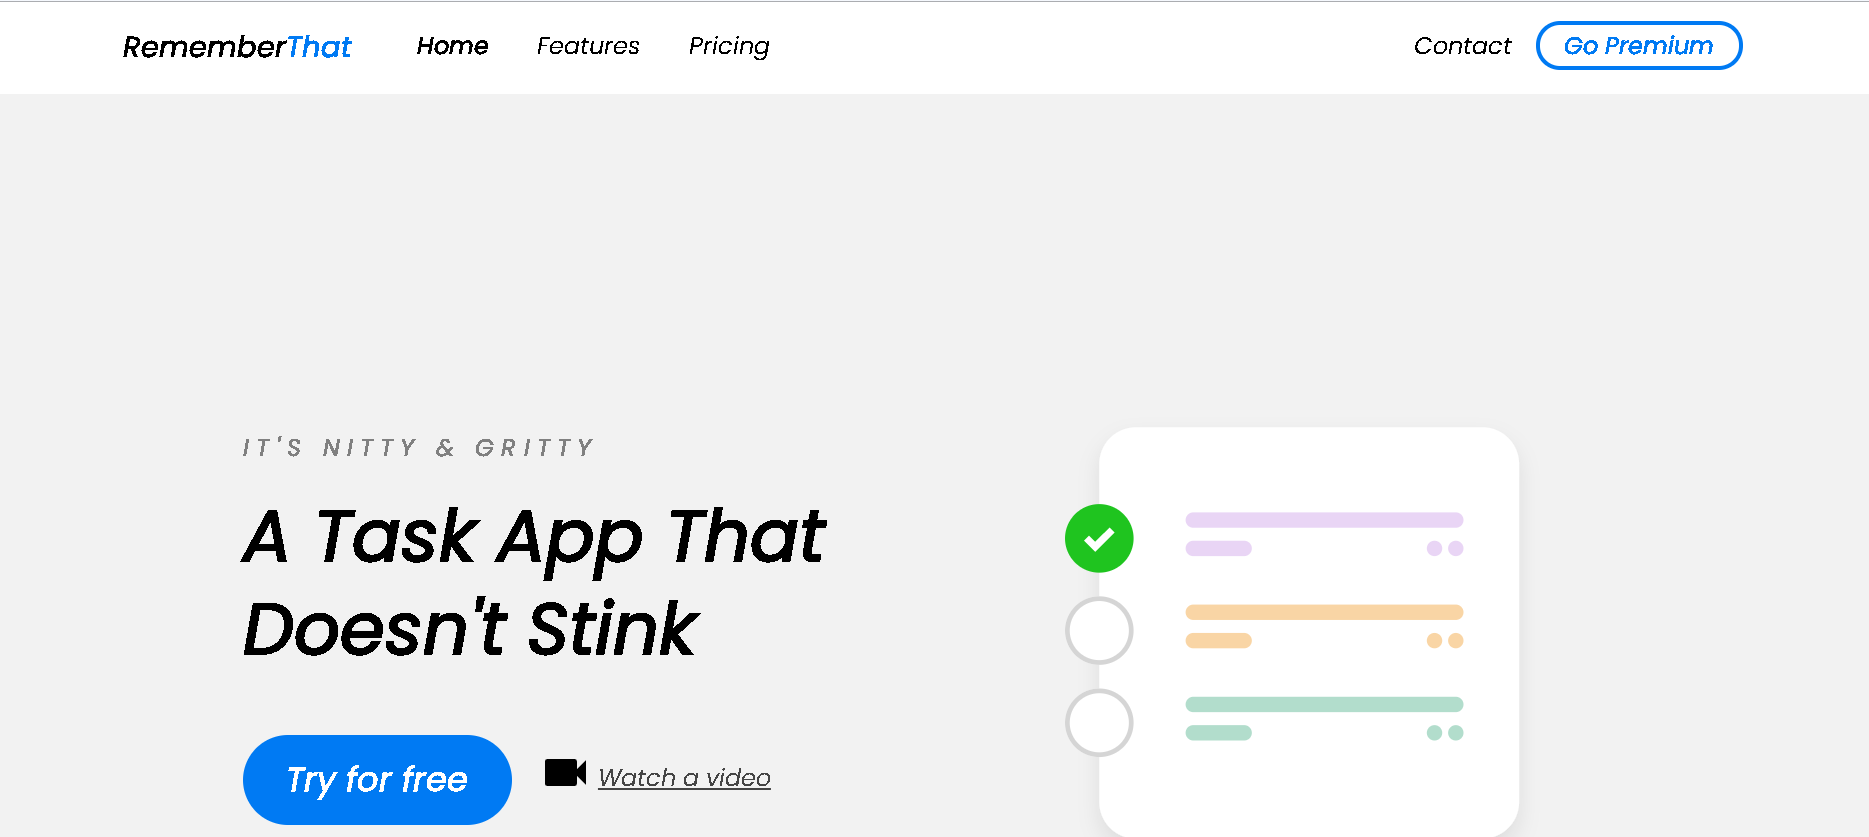 RememberThat Home Features Pricing Contact Go Premium
IT'S NITTY & GRITTY
A Task App That
Doesn't Stink
Try for free Watch a video